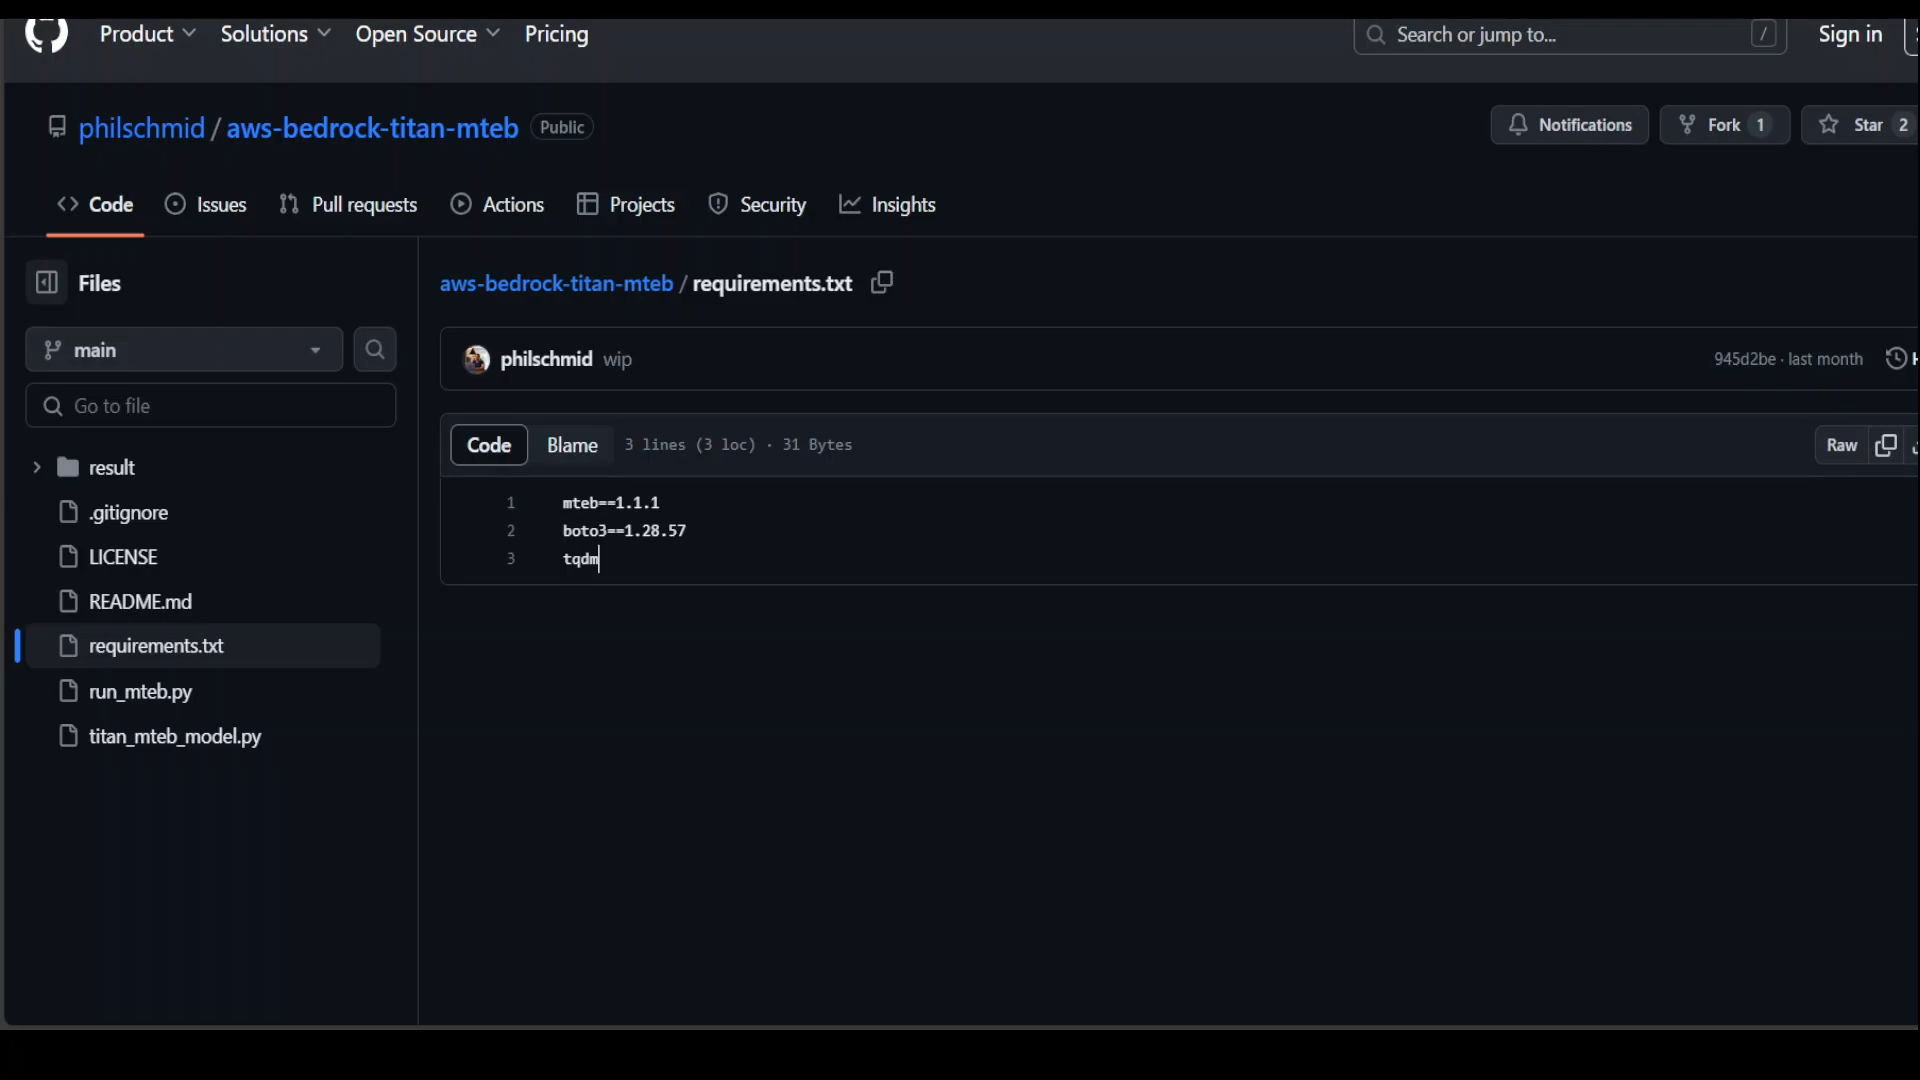 Product Solutions Open Source Pricing Search or jump to... / Sign in
philschmid / aws-bedrock-titan-mteb Public Notifications Fork 1 Star 2
Code Issues Pull requests Actions Projects Security Insights
Files
main
Go to file
result
.gitignore
LICENSE
README.md
requirements.txt
run_mteb.py
titan_mteb_model.py
aws-bedrock-titan-mteb / requirements.txt
philschmid wip 945d2be · last month
Code Blame 3 lines (3 loc) · 31 Bytes Raw
1 mteb==1.1.1
2 boto3==1.28.57
3 tqdm